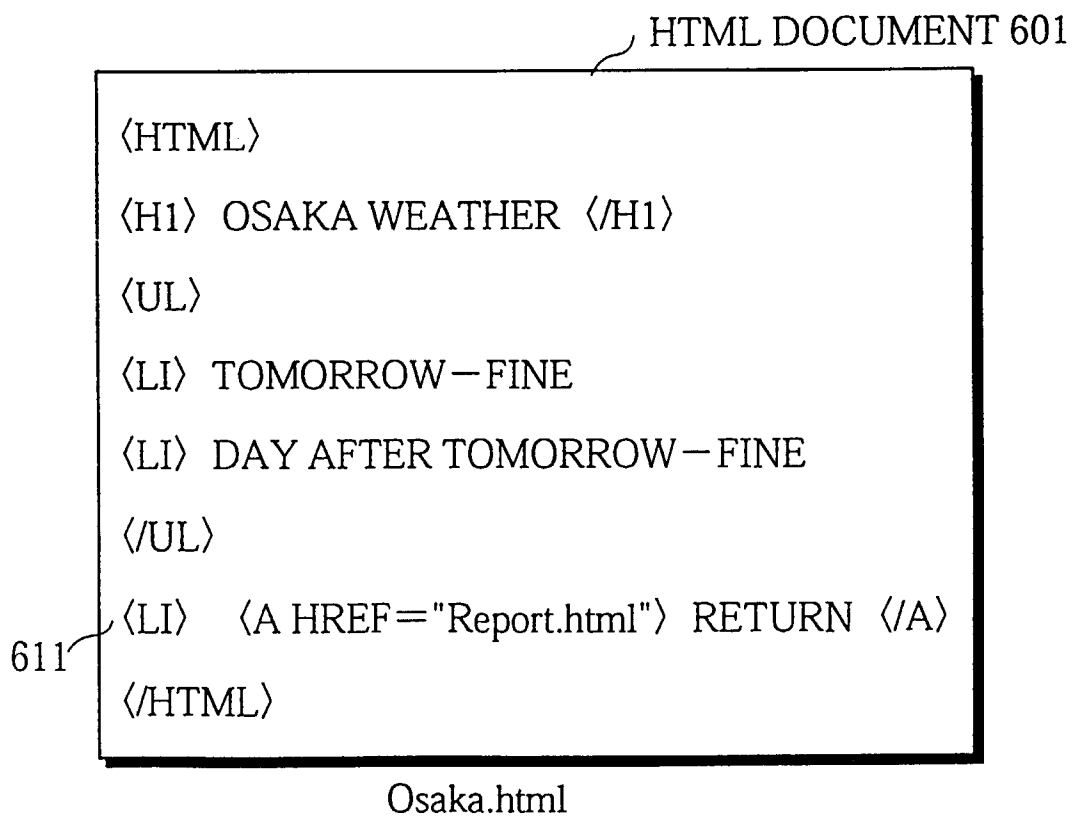 HTML DOCUMENT 601
〈HTML〉
〈H1〉 OSAKA WEATHER 〈/H1〉
〈UL〉
〈LI〉 TOMORROW－FINE
〈LI〉 DAY AFTER TOMORROW－FINE
〈/UL〉
〈LI〉 〈A HREF＝"Report.html"〉 RETURN 〈/A〉
611
〈/HTML〉
Osaka.html